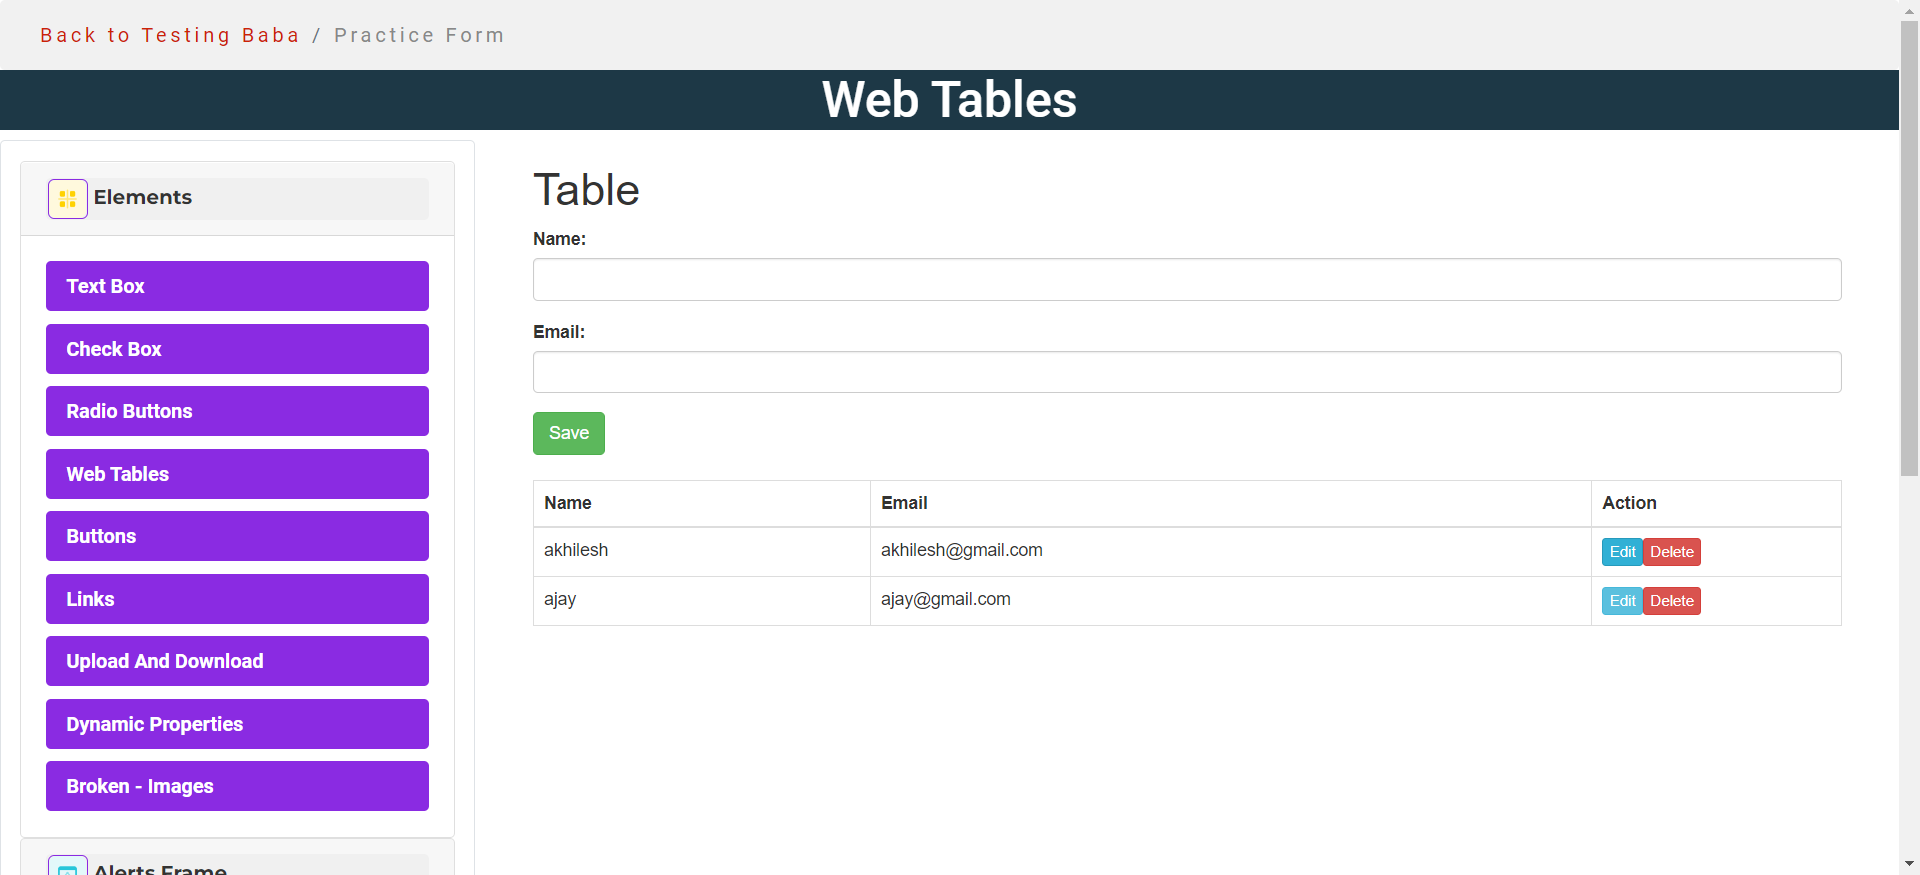 Back to Testing Baba / Practice Form
Web Tables
Elements
Text Box
Check Box
Radio Buttons
Web Tables
Buttons
Links
Upload And Download
Dynamic Properties
Broken - Images
Alerts Frame
Table
Name:
Email:
Save
Name Email Action
akhilesh akhilesh@gmail.com Edit Delete
ajay ajay@gmail.com Edit Delete